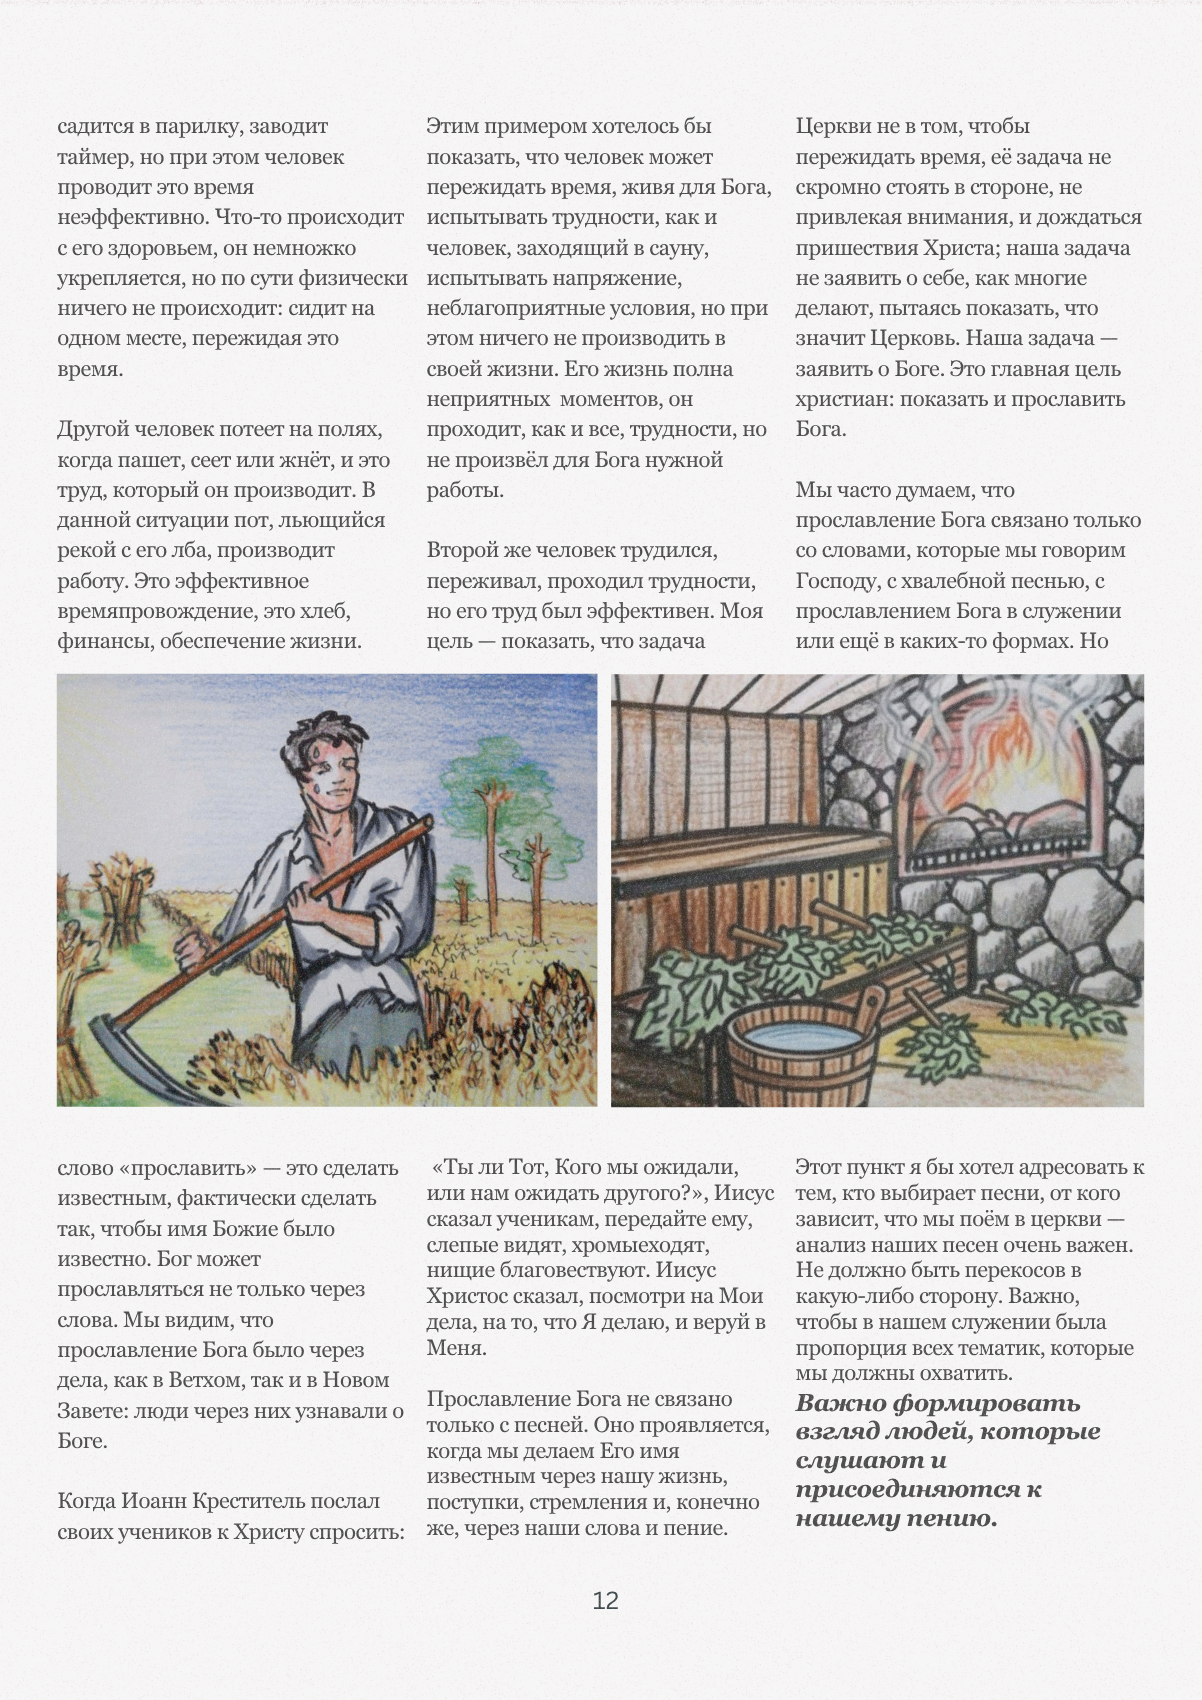 садится в парилку, заводит
таймер, но при этом человек
проводит это время
неэффективно. Что-то происходит
с его здоровьем, он немножко
укрепляется, но по сути физически
ничего не происходит: сидит на
одном месте, пережидая это
время.
Другой человек потеет на полях,
когда пашет, сеет или жнёт, и это
труд, который он производит. В
данной ситуации пот, льющийся
рекой с его лба, производит
работу. Это эффективное
времяпровождение, это хлеб,
финансы, обеспечение жизни.
Этим примером хотелось бы
показать, что человек может
пережидать время, живя для Бога,
испытывать трудности, как и
человек, заходящий в сауну,
испытывать напряжение,
неблагоприятные условия, но при
этом ничего не производить в
своей жизни. Его жизнь полна
неприятных  моментов, он
проходит, как и все, трудности, но
не произвёл для Бога нужной
работы.
Второй же человек трудился,
переживал, проходил трудности,
но его труд был эффективен. Моя
цель — показать, что задача
Церкви не в том, чтобы
пережидать время, её задача не
скромно стоять в стороне, не
привлекая внимания, и дождаться
пришествия Христа; наша задача
не заявить о себе, как многие
делают, пытаясь показать, что
значит Церковь. Наша задача —
заявить о Боге. Это главная цель
христиан: показать и прославить
Бога.
Мы часто думаем, что
прославление Бога связано только
со словами, которые мы говорим
Господу, с хвалебной песнью, с
прославлением Бога в служении
или ещё в каких-то формах. Но
слово «прославить» — это сделать
известным, фактически сделать
так, чтобы имя Божие было
известно. Бог может
прославляться не только через
слова. Мы видим, что
прославление Бога было через
дела, как в Ветхом, так и в Новом
Завете: люди через них узнавали о
Боге.
Когда Иоанн Креститель послал
своих учеников к Христу спросить:
«Ты ли Тот, Кого мы ожидали,
или нам ожидать другого?», Иисус
сказал ученикам, передайте ему,
слепые видят, хромыеходят,
нищие благовествуют. Иисус
Христос сказал, посмотри на Мои
дела, на то, что Я делаю, и веруй в
Меня.
Прославление Бога не связано
только с песней. Оно проявляется,
когда мы делаем Его имя
известным через нашу жизнь,
поступки, стремления и, конечно
же, через наши слова и пение.
Этот пункт я бы хотел адресовать к
тем, кто выбирает песни, от кого
зависит, что мы поём в церкви —
анализ наших песен очень важен.
Не должно быть перекосов в
какую-либо сторону. Важно,
чтобы в нашем служении была
пропорция всех тематик, которые
мы должны охватить.
Важно формировать
взгляд людей, которые
слушают и
присоединяются к
нашему пению.
12